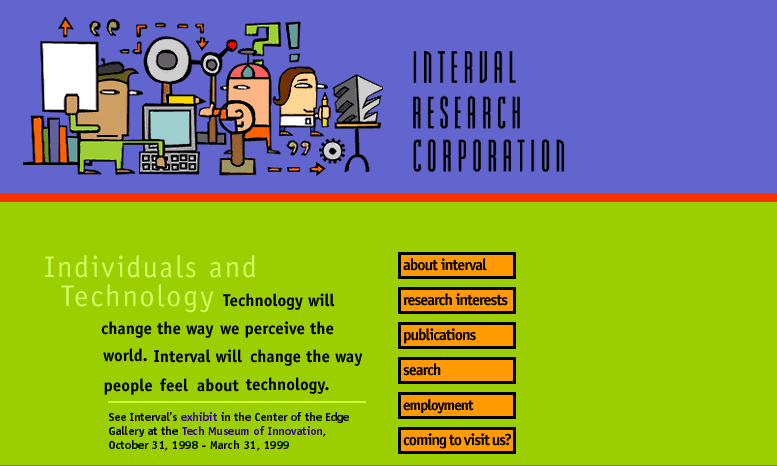 INTERVAL
RESEARCH
CORPORATION
Individuals and
Technology Technology will
change the way we perceive the
world. Interval will change the way
people feel about technology.
See Interval's exhibit in the Center of the Edge
Gallery at the Tech Museum of Innovation,
October 31, 1998 - March 31, 1999
about interval
research interests
publications
search
employment
coming to visit us?